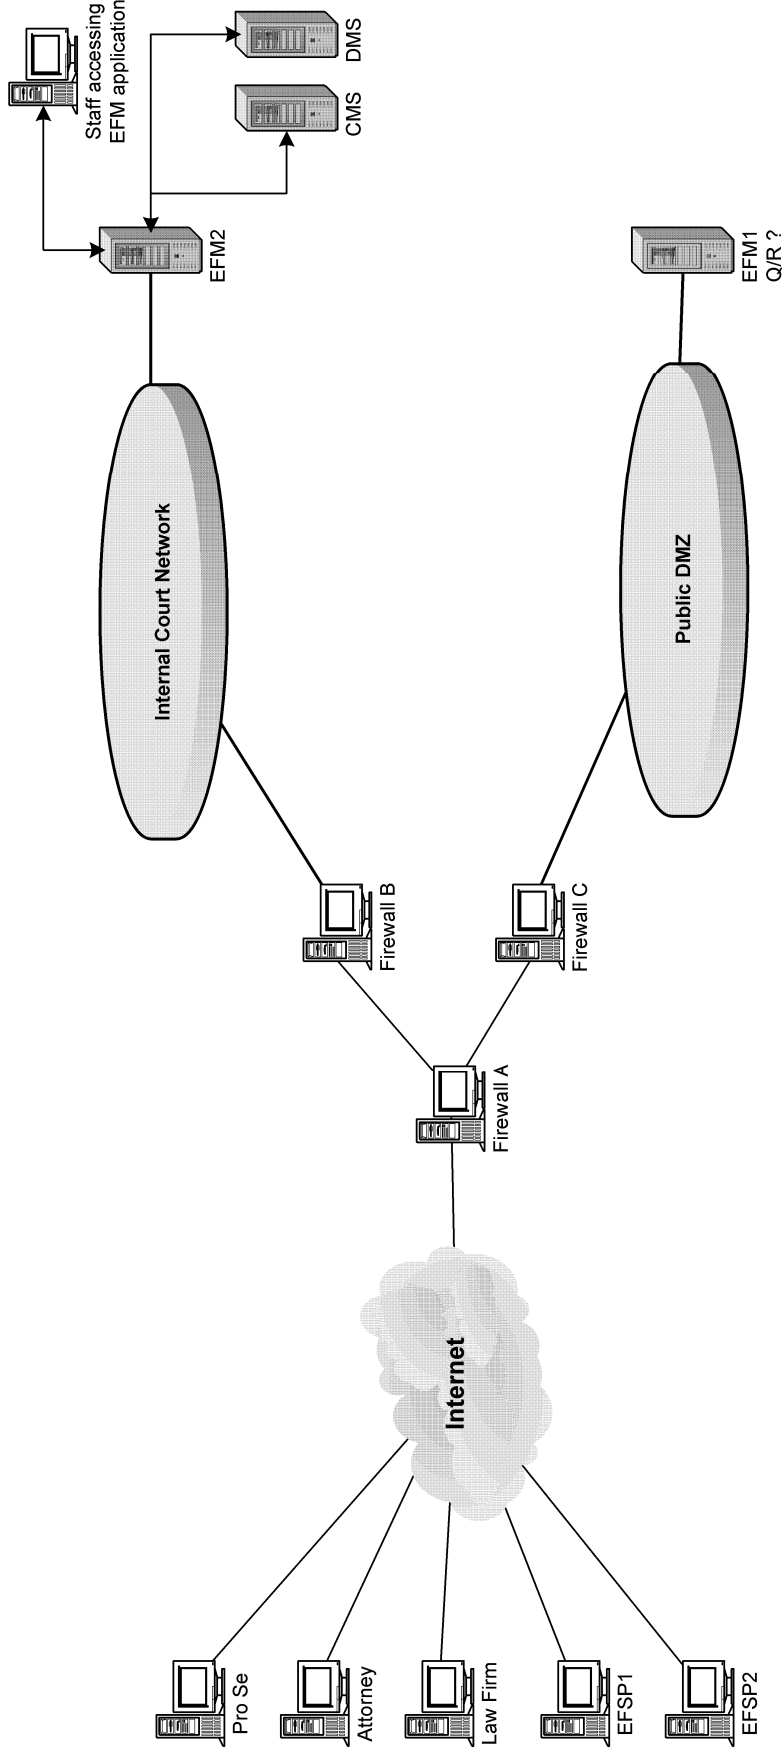 Pro Se
Attorney
Law Firm
EFSP1
EFSP2
Internet
Firewall A
Firewall B
Firewall C
Internal Court Network
Public DMZ
EFM2
EFM1
Q/R ?
Staff accessing
EFM application
CMS
DMS